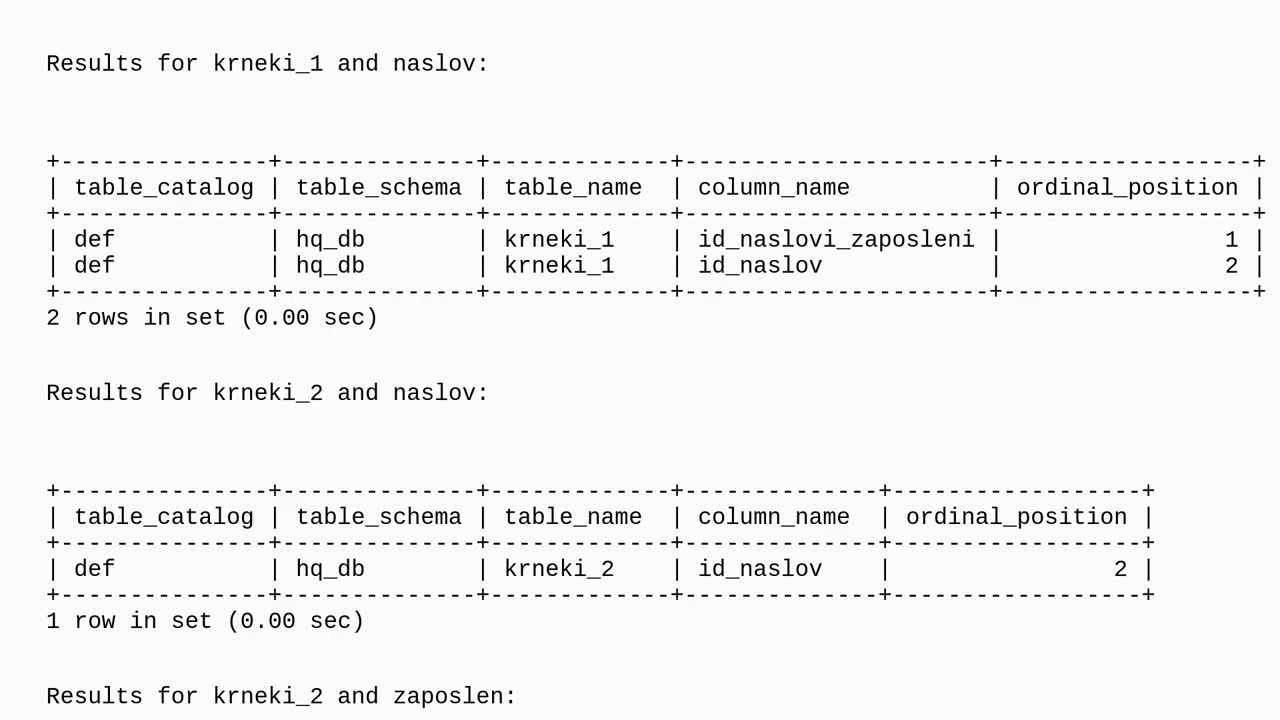 Results for krneki_1 and naslov:
+---------------+--------------+-------------+----------------------+------------------+
| table_catalog | table_schema | table_name  | column_name          | ordinal_position |
+---------------+--------------+-------------+----------------------+------------------+
| def           | hq_db        | krneki_1    | id_naslovi_zaposleni |                1 |
| def           | hq_db        | krneki_1    | id_naslov            |                2 |
+---------------+--------------+-------------+----------------------+------------------+
2 rows in set (0.00 sec)
Results for krneki_2 and naslov:
+---------------+--------------+-------------+--------------+------------------+
| table_catalog | table_schema | table_name  | column_name  | ordinal_position |
+---------------+--------------+-------------+--------------+------------------+
| def           | hq_db        | krneki_2    | id_naslov    |                2 |
+---------------+--------------+-------------+--------------+------------------+
1 row in set (0.00 sec)
Results for krneki_2 and zaposlen: